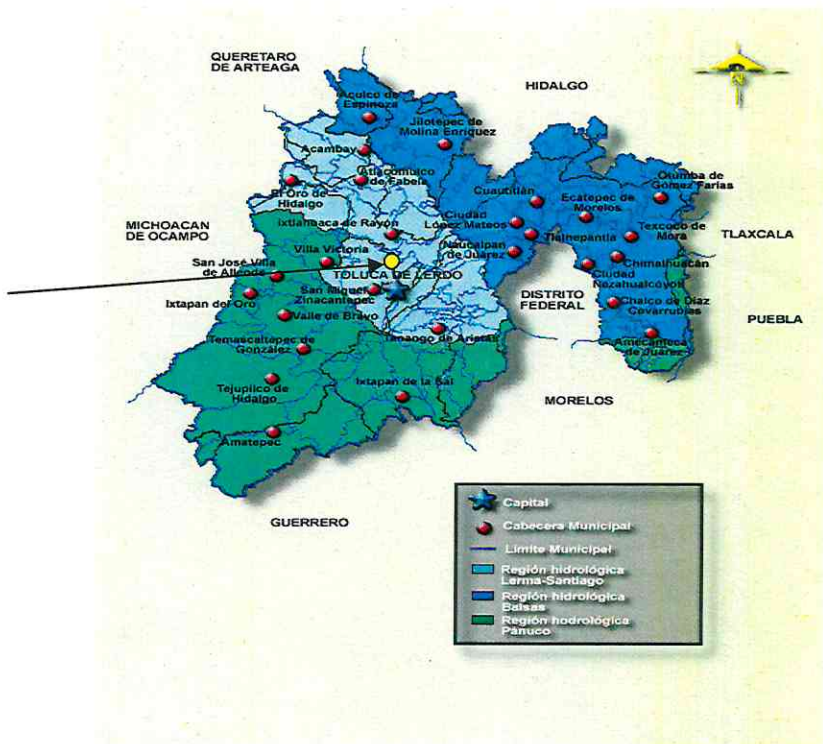 QUERETARO
DE ARTEAGA
HIDALGO
Aculco de
Espinoza
Jilotepec de
Molina Enríquez
Acambay
Atlacomulco
de Fabela
El Oro de
Hidalgo
Otumba de
Gómez Farías
Cuautitlán
Ecatepec de
Morelos
MICHOACAN
DE OCAMPO
Ixtlahuaca de Rayón
Ciudad
López Mateos
Texcoco de
Mora
TLAXCALA
Naucalpan
de Juárez
Tlalnepantla
Villa Victoria
San José Villa
de Allende
TOLUCA DE LERDO
Chimalhuacán
Ciudad
Nezahualcóyotl
San Miguel
Zinacantepec
Ixtapan del Oro
DISTRITO
FEDERAL
Chalco de Díaz
Covarrubias
PUEBLA
Valle de Bravo
Temascaltepec de
González
Tenango de Aristas
Amecameca
de Juárez
Tejupilco de
Hidalgo
Ixtapan de la Sal
MORELOS
Amatepec
GUERRERO
Capital
Cabecera Municipal
Límite Municipal
Región hidrológica
Lerma-Santiago
Región hidrológica
Balsas
Región hodrológica
Pánuco